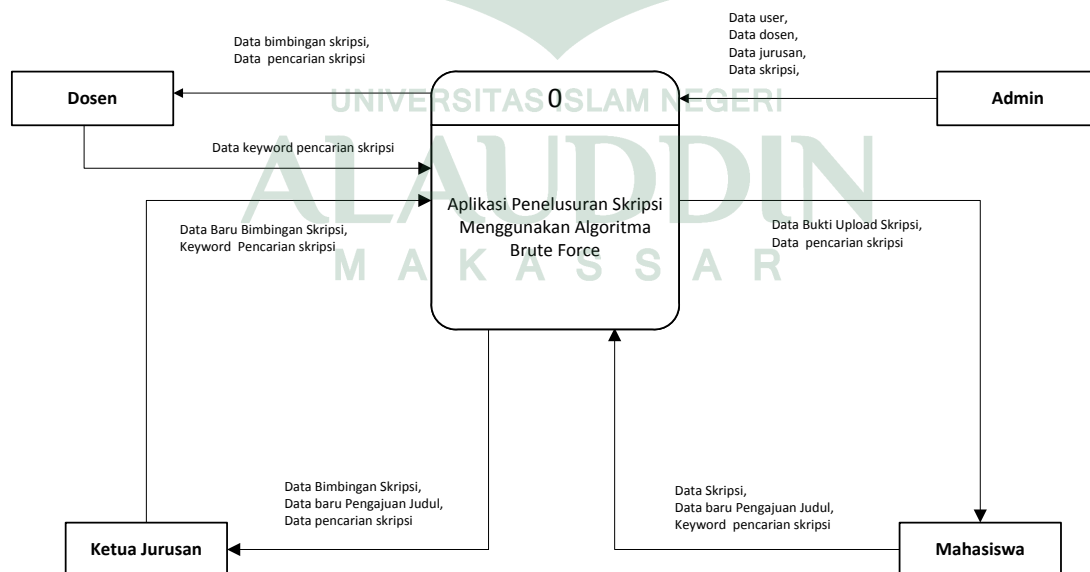 Data bimbingan skripsi,
Data pencarian skripsi
Data user,
Data dosen,
Data jurusan,
Data skripsi,
Dosen
0
Admin
UNIVERSITAS ISLAM NEGERI
ALAUDDIN
MAKASSAR
Data keyword pencarian skripsi
Aplikasi Penelusuran Skripsi
Menggunakan Algoritma
Brute Force
Data Baru Bimbingan Skripsi,
Keyword Pencarian skripsi
Data Bukti Upload Skripsi,
Data pencarian skripsi
Data Bimbingan Skripsi,
Data baru Pengajuan Judul,
Data pencarian skripsi
Data Skripsi,
Data baru Pengajuan Judul,
Keyword pencarian skripsi
Ketua Jurusan
Mahasiswa